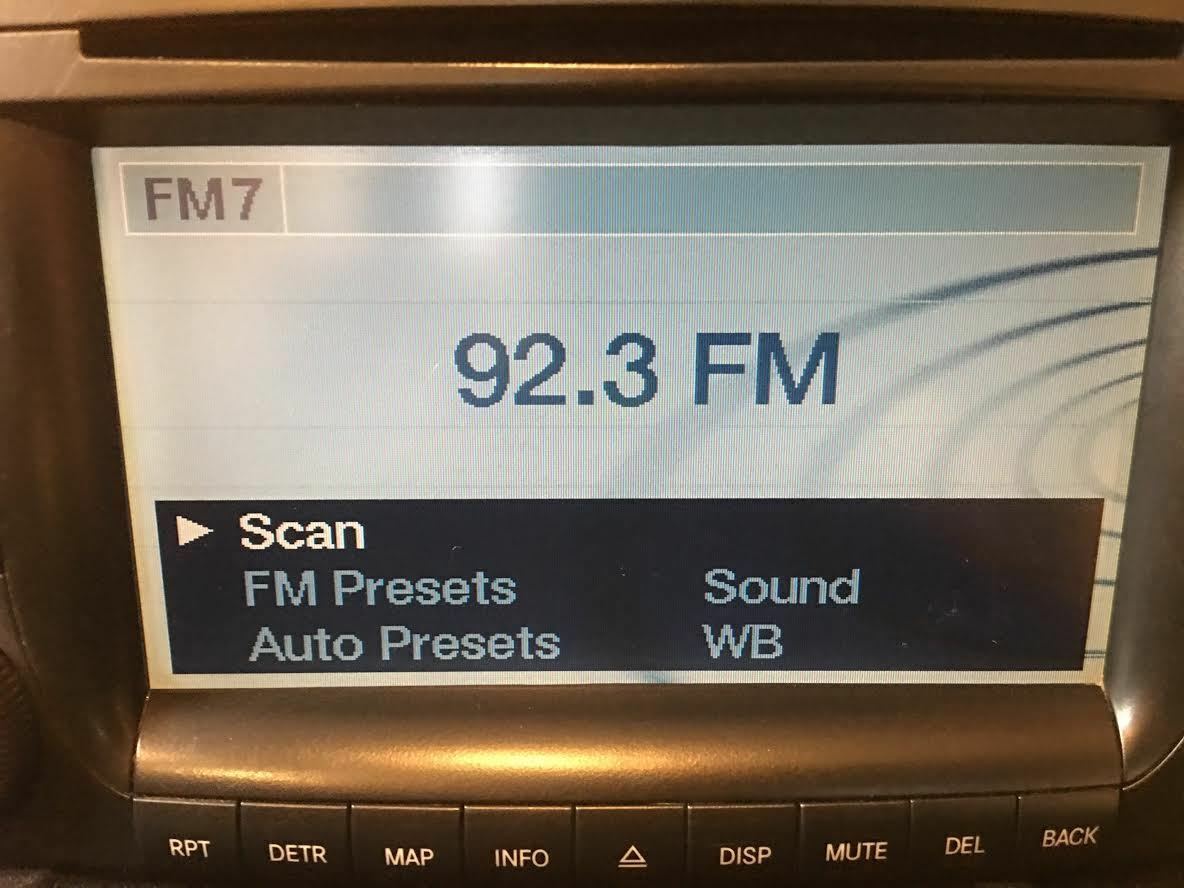 FM7
92.3 FM
Scan
FM Presets Sound
Auto Presets WB
RPT DETR MAP INFO DISP MUTE DEL BACK